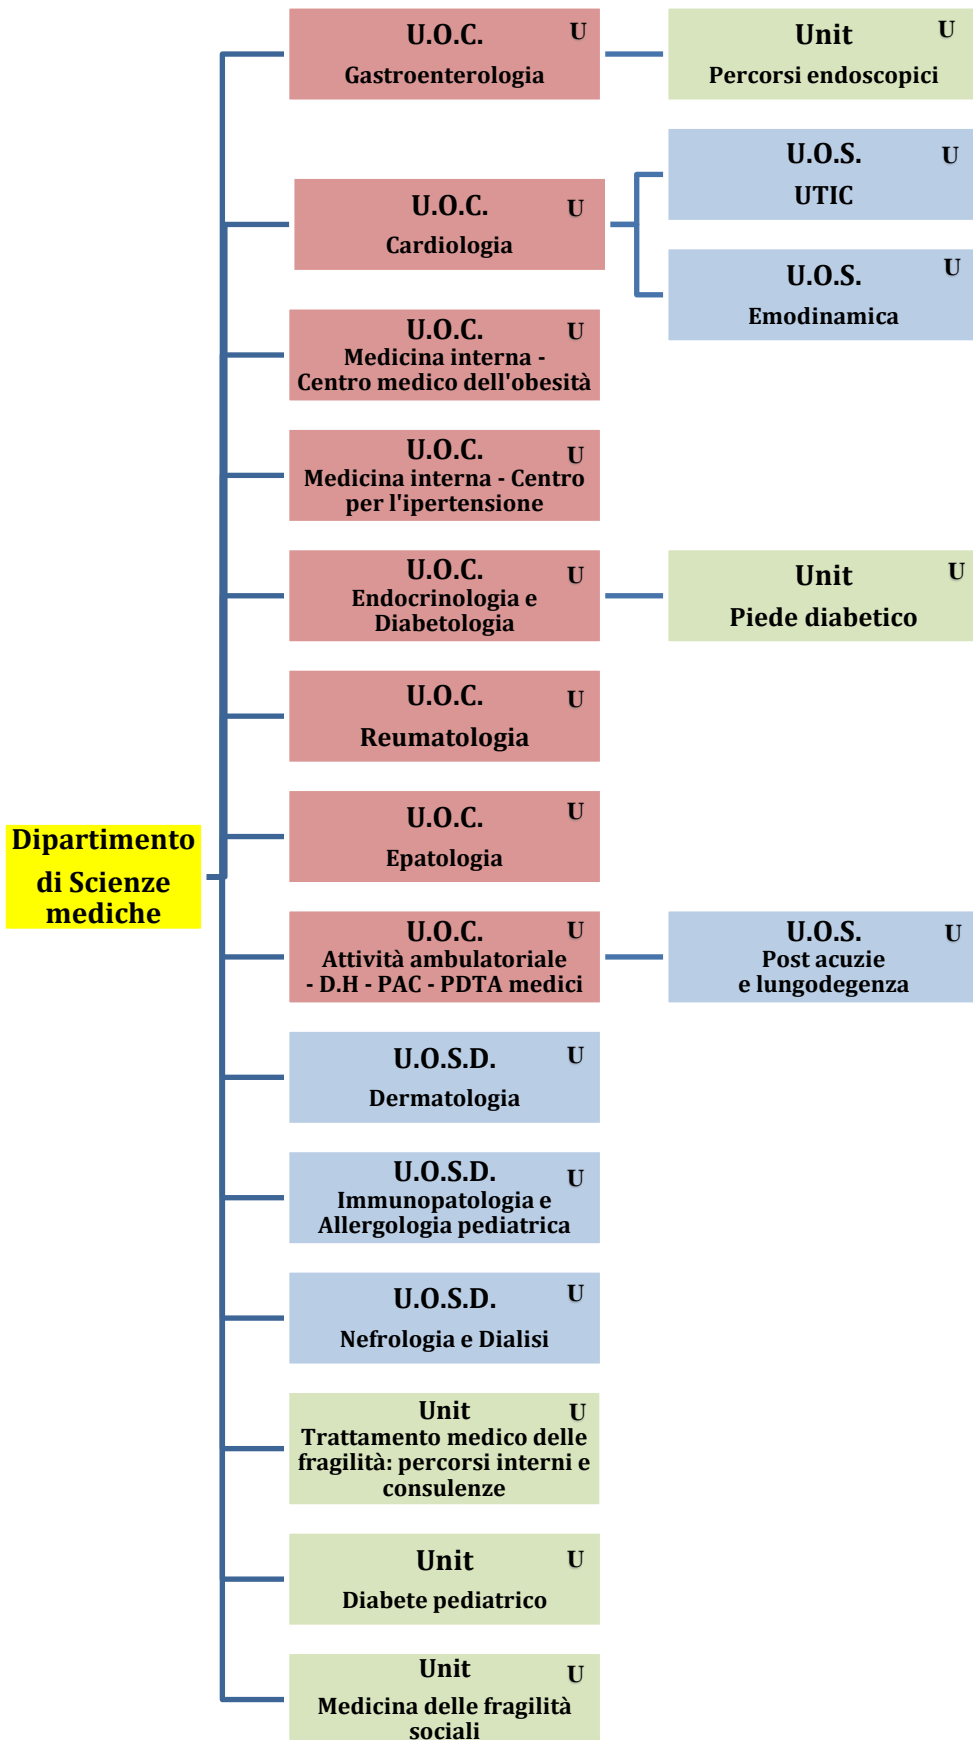 U.O.C. U
Gastroenterologia
Unit U
Percorsi endoscopici
U.O.C. U
Cardiologia
U.O.S. U
UTIC
U.O.S. U
Emodinamica
U.O.C. U
Medicina interna -
Centro medico dell'obesità
U.O.C. U
Medicina interna - Centro
per l'ipertensione
U.O.C. U
Endocrinologia e
Diabetologia
Unit U
Piede diabetico
U.O.C. U
Reumatologia
U.O.C. U
Epatologia
Dipartimento
di Scienze
mediche
U.O.C. U
Attività ambulatoriale
- D.H - PAC - PDTA medici
U.O.S. U
Post acuzie
e lungodegenza
U.O.S.D. U
Dermatologia
U.O.S.D. U
Immunopatologia e
Allergologia pediatrica
U.O.S.D. U
Nefrologia e Dialisi
Unit U
Trattamento medico delle
fragilità: percorsi interni e
consulenze
Unit U
Diabete pediatrico
Unit U
Medicina delle fragilità
sociali